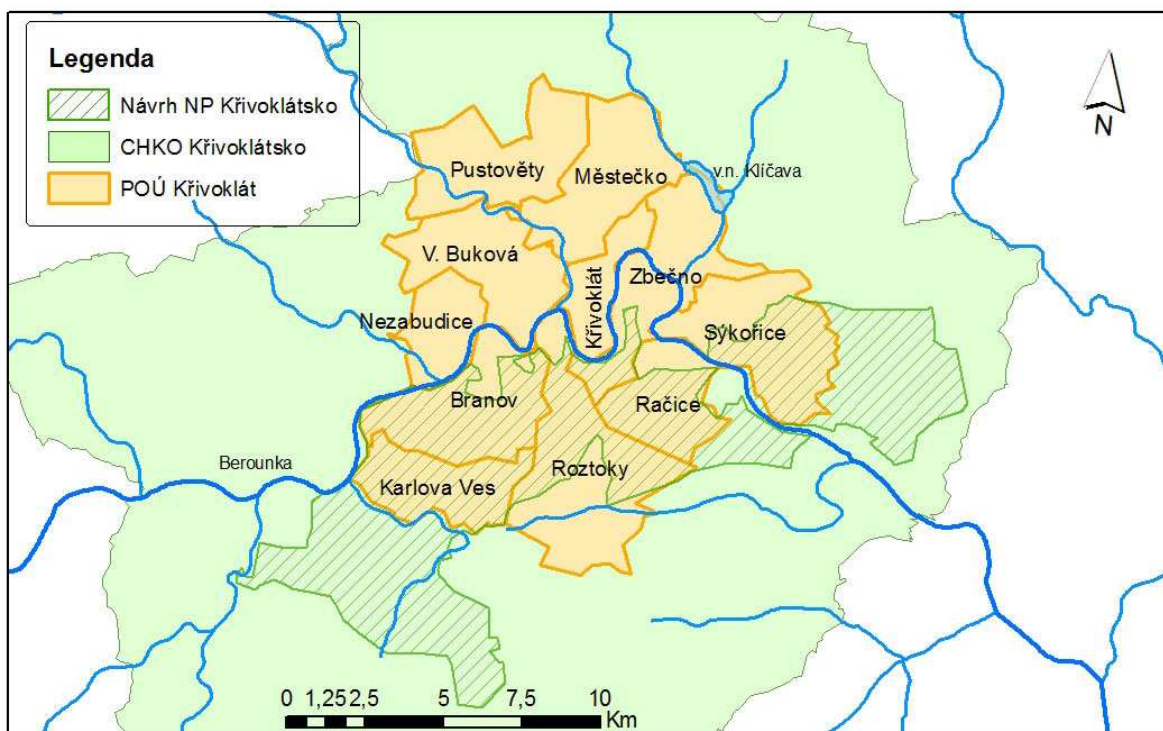 Legenda
Návrh NP Křivoklátsko
CHKO Křivoklátsko
POÚ Křivoklát
N
Pustověty
Městečko
v.n. Klíčava
V. Buková
Křivoklát
Zbečno
Nezabudice
Sýkořice
Branov
Račice
Berounka
Karlova Ves
Roztoky
0 1,25 2,5 5 7,5 10
Km